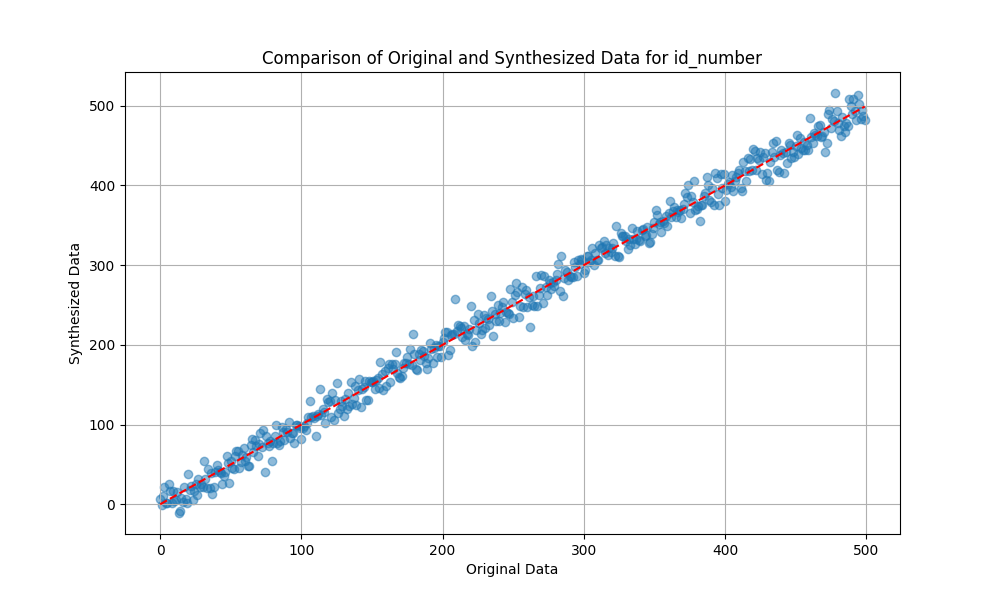 Comparison of Original and Synthesized Data for id_number
Synthesized Data
500
400
300
200
100
0
0 100 200 300 400 500
Original Data